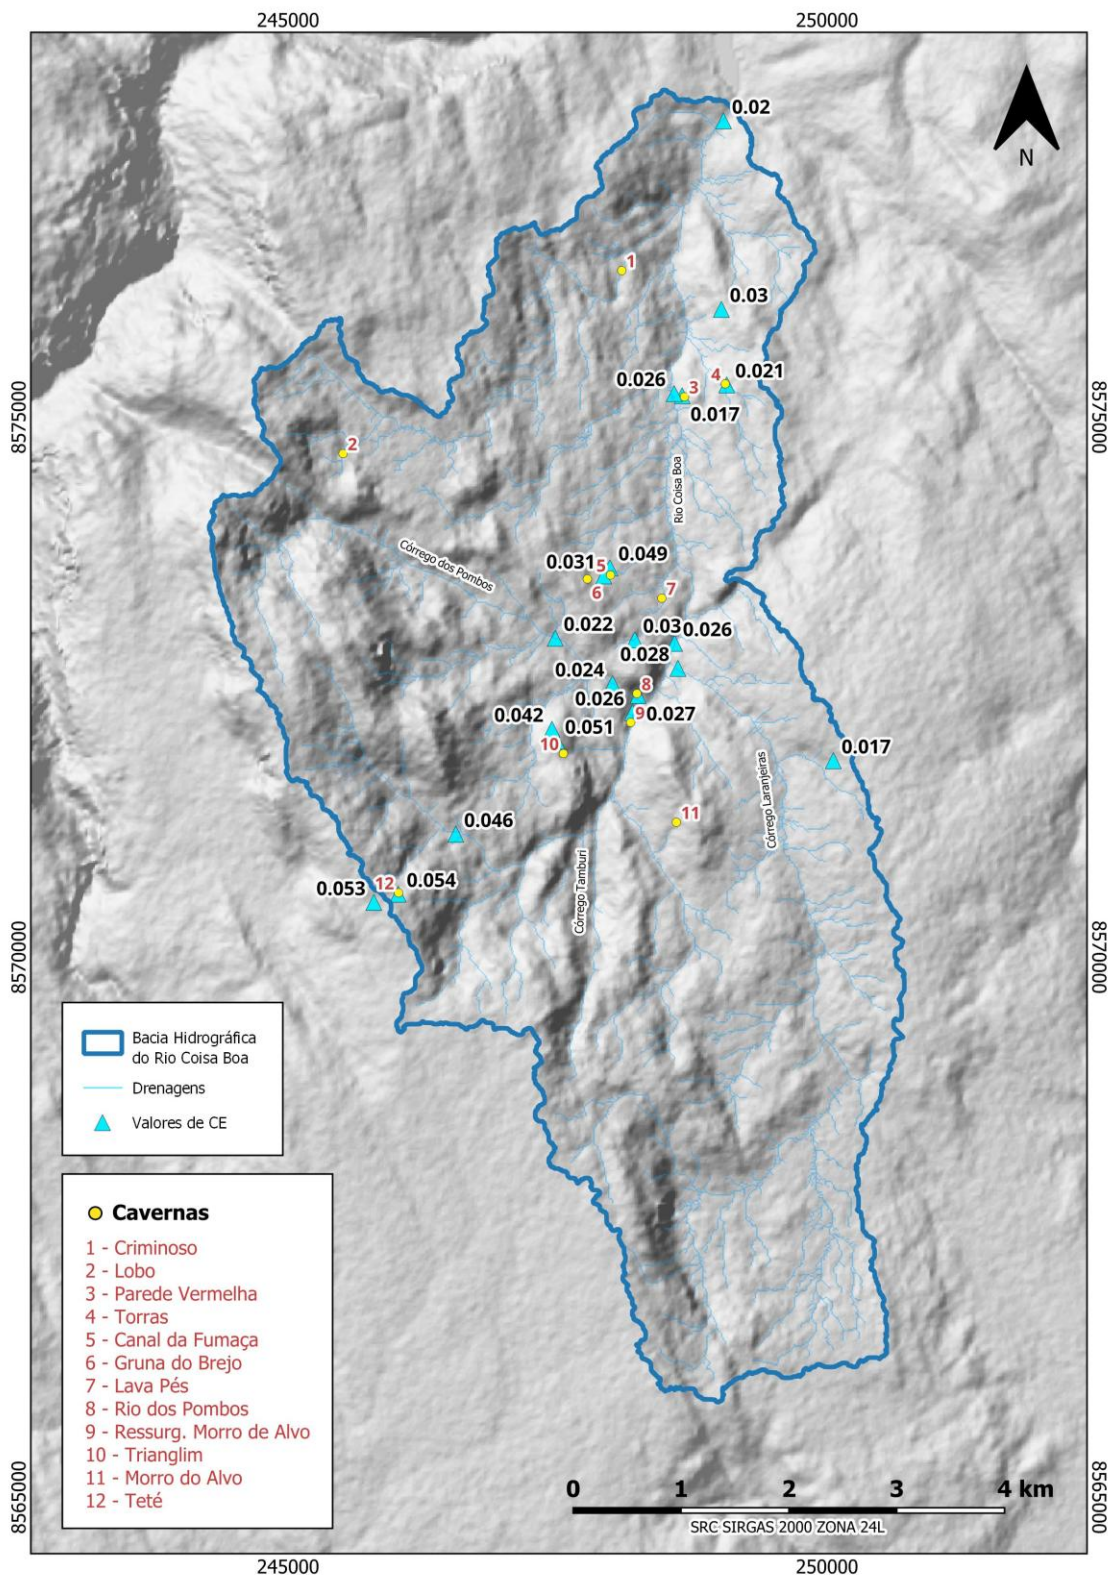 245000
250000
0.02
1
0.03
8575000
8575000
0.026
3
4
0.021
0.017
2
Rio Coisa Boa
Córrego dos Pombos
0.031
5
0.049
6
7
0.022
0.03
0.026
0.028
0.024
8
0.026
9
0.027
0.042
0.051
10
0.017
Córrego Laranjeiras
11
0.046
Córrego Tamburi
0.053
12
0.054
8570000
8570000
Bacia Hidrográfica
do Rio Coisa Boa
Drenagens
Valores de CE
Cavernas
1 - Criminoso
2 - Lobo
3 - Parede Vermelha
4 - Torras
5 - Canal da Fumaça
6 - Gruna do Brejo
7 - Lava Pés
8 - Rio dos Pombos
9 - Ressurg. Morro de Alvo
10 - Trianglim
11 - Morro do Alvo
12 - Teté
N
0 1 2 3 4 km
SRC SIRGAS 2000 ZONA 24L
8565000
8565000
245000
250000